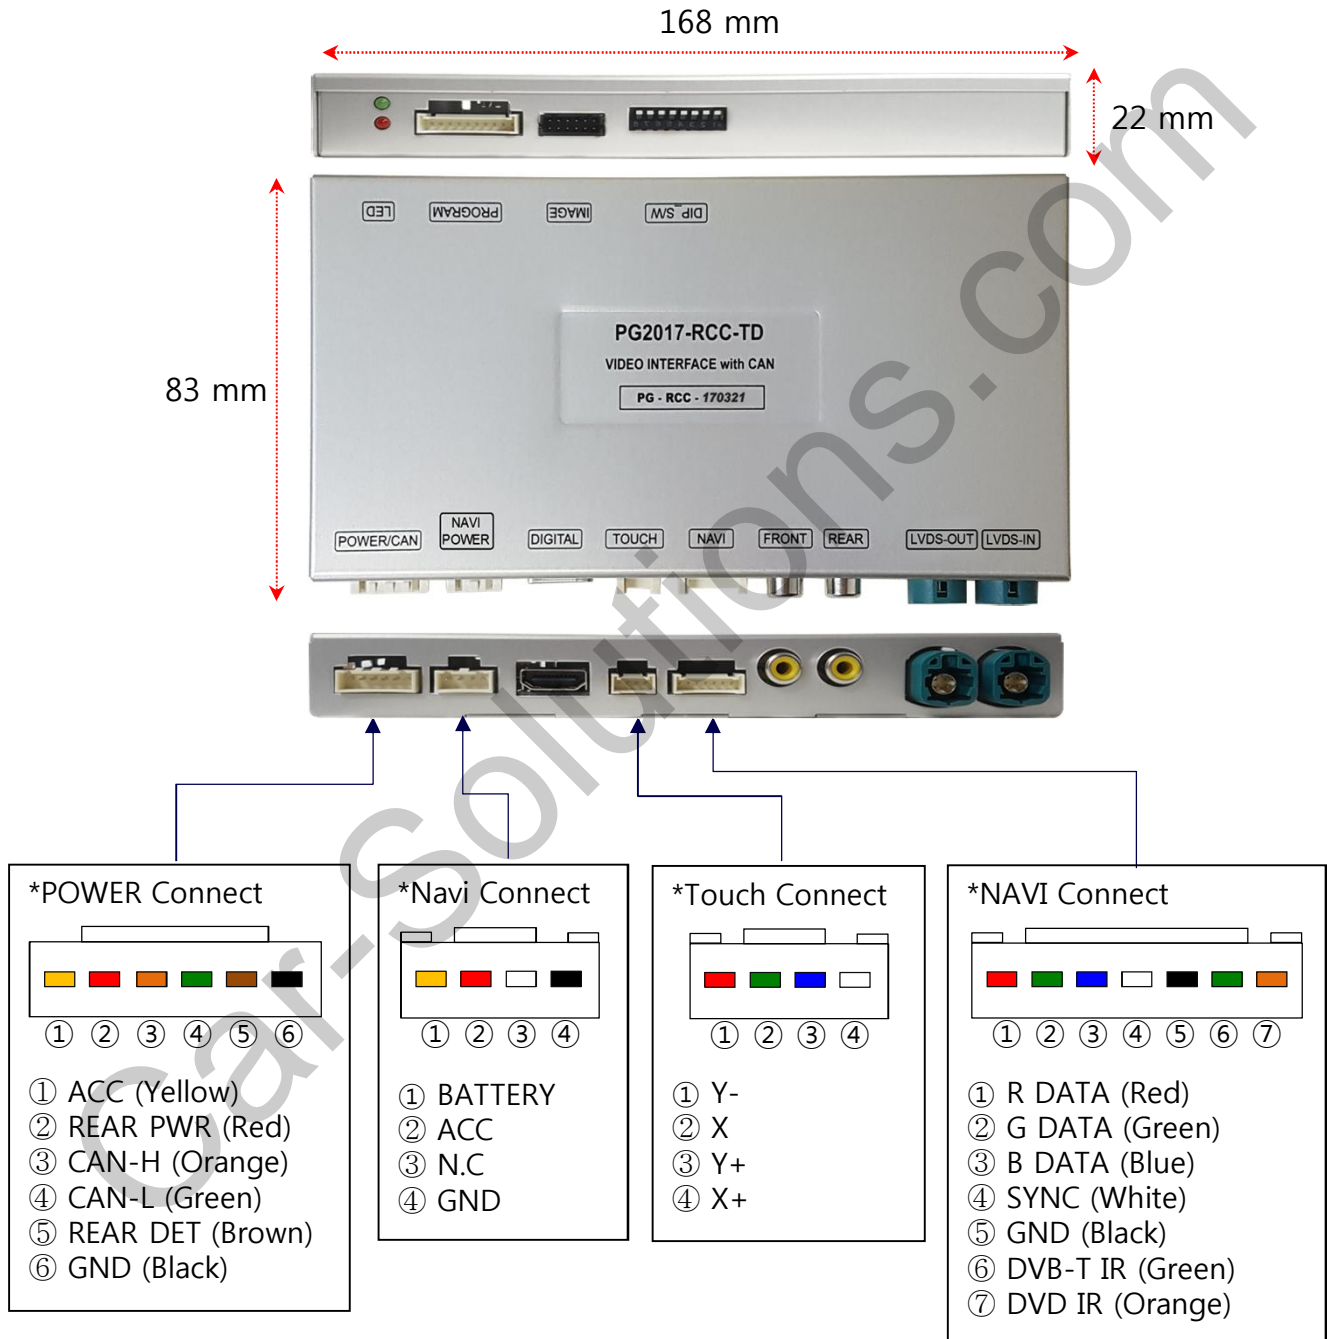 168 mm
22 mm
LED
PROGRAM
IMAGE
DIP_S/W
PG2017-RCC-TD
VIDEO INTERFACE with CAN
PG - RCC - 170321
83 mm
POWER/CAN
NAVI
POWER
DIGITAL
TOUCH
NAVI
FRONT
REAR
LVDS-OUT
LVDS-IN
Car-Solutions.com
*POWER Connect
① ② ③ ④ ⑤ ⑥
① ACC (Yellow)
② REAR PWR (Red)
③ CAN-H (Orange)
④ CAN-L (Green)
⑤ REAR DET (Brown)
⑥ GND (Black)
*Navi Connect
① ② ③ ④
① BATTERY
② ACC
③ N.C
④ GND
*Touch Connect
① ② ③ ④
① Y-
② X
③ Y+
④ X+
*NAVI Connect
① ② ③ ④ ⑤ ⑥ ⑦
① R DATA (Red)
② G DATA (Green)
③ B DATA (Blue)
④ SYNC (White)
⑤ GND (Black)
⑥ DVB-T IR (Green)
⑦ DVD IR (Orange)